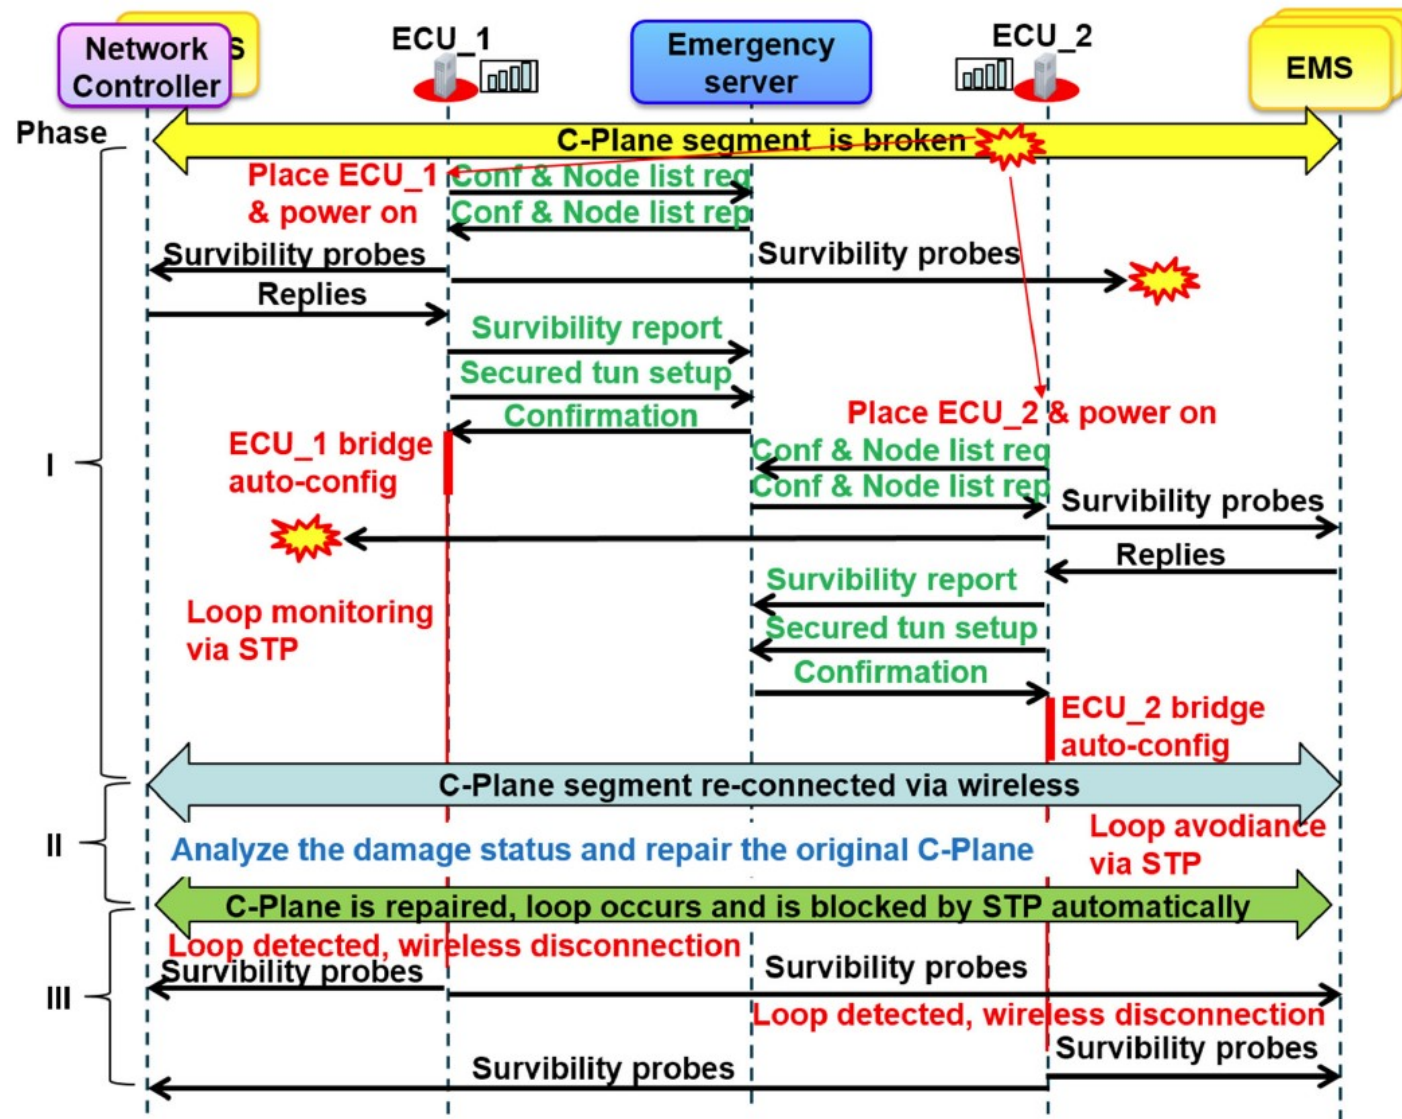 Network
Controller
S
ECU_1
Emergency
server
ECU_2
EMS
Phase
C-Plane segment is broken
Place ECU_1
& power on
Conf & Node list req
Conf & Node list rep
Survibility probes
Survibility probes
Replies
Survibility report
Secured tun setup
Confirmation
Place ECU_2 & power on
ECU_1 bridge
auto-config
I
Conf & Node list req
Conf & Node list rep
Survibility probes
Replies
Survibility report
Loop monitoring
via STP
Secured tun setup
Confirmation
ECU_2 bridge
auto-config
C-Plane segment re-connected via wireless
II
Analyze the damage status and repair the original C-Plane
Loop avodiance
via STP
C-Plane is repaired, loop occurs and is blocked by STP automatically
Loop detected, wireless disconnection
Survibility probes
Survibility probes
III
Loop detected, wireless disconnection
Survibility probes
Survibility probes